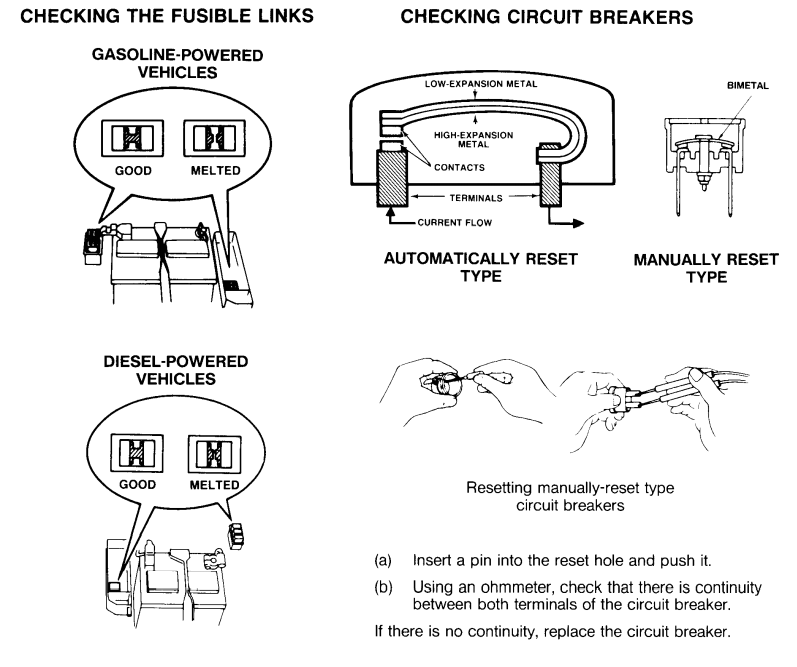 CHECKING THE FUSIBLE LINKS
GASOLINE-POWERED
VEHICLES
GOOD
MELTED
DIESEL-POWERED
VEHICLES
GOOD
MELTED
CHECKING CIRCUIT BREAKERS
LOW-EXPANSION METAL
HIGH-EXPANSION
METAL
CONTACTS
TERMINALS
CURRENT FLOW
AUTOMATICALLY RESET
TYPE
BIMETAL
MANUALLY RESET
TYPE
Resetting manually-reset type
circuit breakers
(a) Insert a pin into the reset hole and push it.
(b) Using an ohmmeter, check that there is continuity
between both terminals of the circuit breaker.
If there is no continuity, replace the circuit breaker.